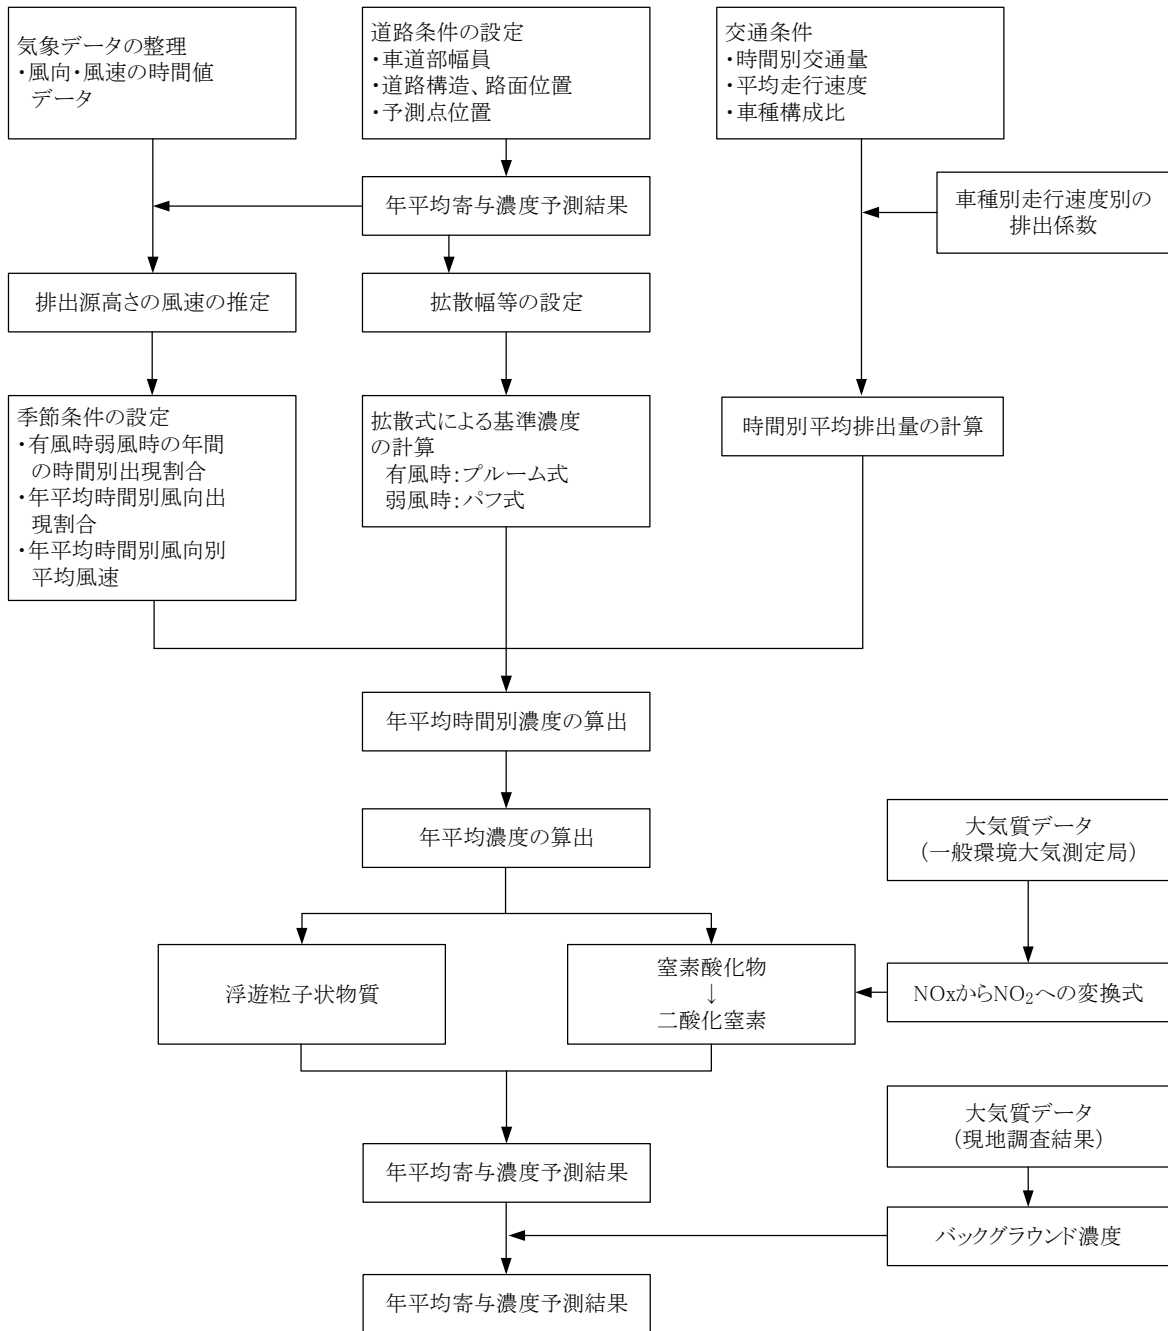 気象データの整理
・風向・風速の時間値
データ
道路条件の設定
・車道部幅員
・道路構造、路面位置
・予測点位置
交通条件
・時間別交通量
・平均走行速度
・車種構成比
年平均寄与濃度予測結果
車種別走行速度別の
排出係数
排出源高さの風速の推定
拡散幅等の設定
季節条件の設定
・有風時弱風時の年間
の時間別出現割合
・年平均時間別風向出
現割合
・年平均時間別風向別
平均風速
拡散式による基準濃度
の計算
有風時：プルーム式
弱風時：パフ式
時間別平均排出量の計算
年平均時間別濃度の算出
年平均濃度の算出
大気質データ
（一般環境大気測定局）
浮遊粒子状物質
窒素酸化物
↓
二酸化窒素
NOxからNO₂への変換式
大気質データ
（現地調査結果）
年平均寄与濃度予測結果
バックグラウンド濃度
年平均寄与濃度予測結果